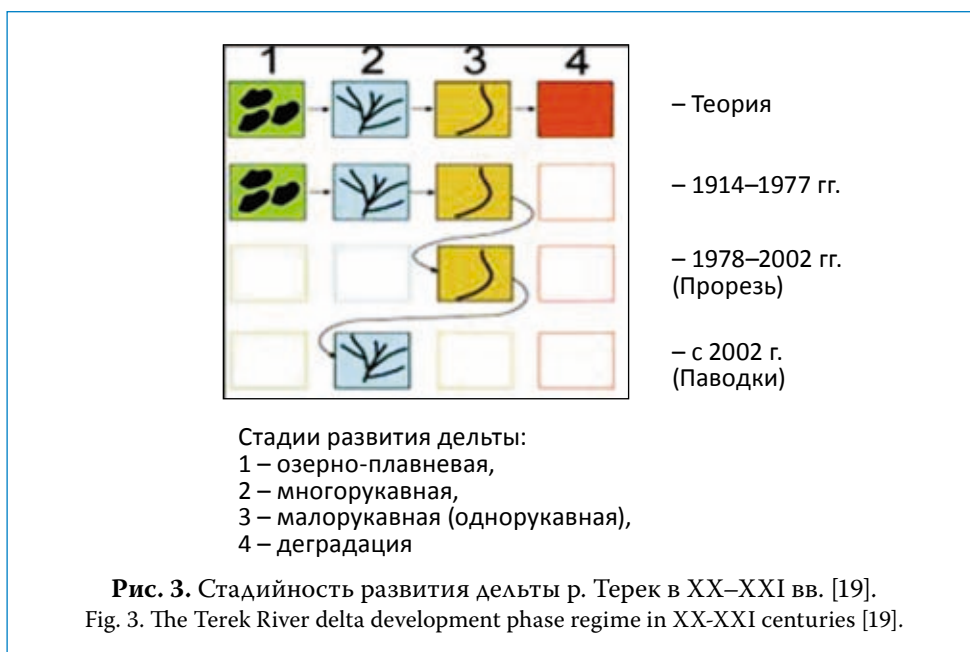 1 2 3 4
– Теория
– 1914–1977 гг.
– 1978–2002 гг.
(Прорезь)
– с 2002 г.
(Паводки)
Стадии развития дельты:
1 – озерно-плавневая,
2 – многорукавная,
3 – малорукавная (однорукавная),
4 – деградация
Рис. 3. Стадийность развития дельты р. Терек в XX–XXI вв. [19].
Fig. 3. The Terek River delta development phase regime in XX-XXI centuries [19].